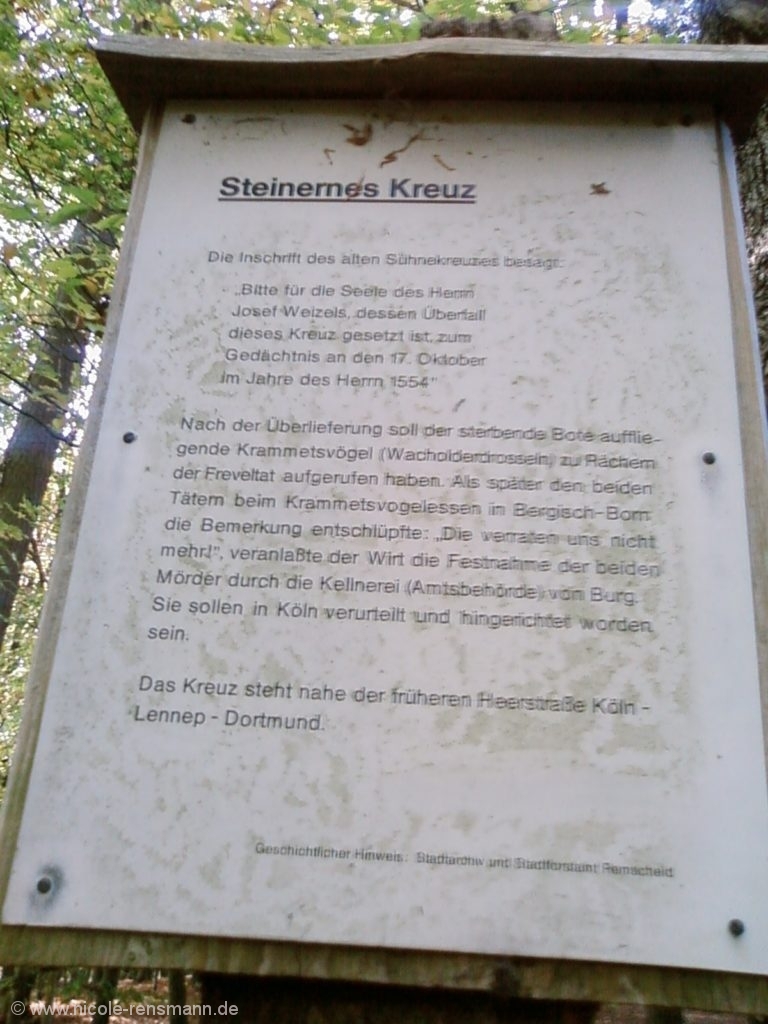 Steinernes Kreuz
Die Inschrift des alten Sühnekreuzes besagt:
„Bitte für die Seele des Herrn
Josef Weizels, dessen Überfall
dieses Kreuz gesetzt ist, zum
Gedächtnis an den 17. Oktober
im Jahre des Herrn 1554"
Nach der Überlieferung soll der sterbende Bote aufflie-
gende Krammetsvögel (Wacholderdrosseln) zu Rächern
der Freveltat aufgerufen haben. Als später den beiden
Tätern beim Krammetsvogelessen in Bergisch-Born
die Bemerkung entschlüpfte: „Die verraten uns nicht
mehr!", veranlaßte der Wirt die Festnahme der beiden
Mörder durch die Kellnerei (Amtsbehörde) von Burg.
Sie sollen in Köln verurteilt und hingerichtet worden
sein.
Das Kreuz steht nahe der früheren Heerstraße Köln -
Lennep - Dortmund.
Geschichtlicher Hinweis: Stadtarchiv und Stadtforstamt Remscheid
© www.nicole-rensmann.de